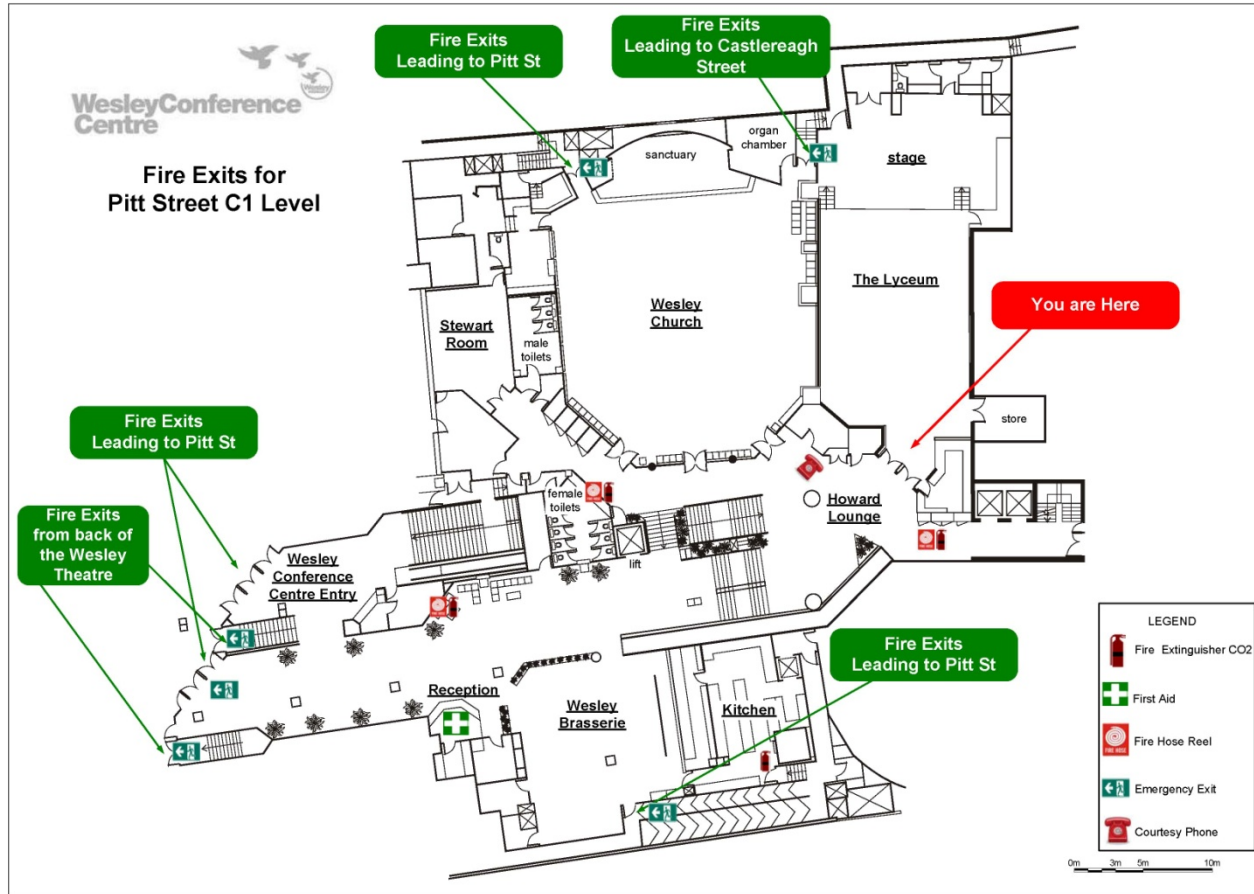 WesleyConference
Centre
Fire Exits for
Pitt Street C1 Level
Fire Exits
Leading to Pitt St
Fire Exits
Leading to Castlereagh
Street
organ
chamber
sanctuary
stage
The Lyceum
You are Here
Wesley
Church
Stewart
Room
male
toilets
store
Fire Exits
Leading to Pitt St
Fire Exits
from back of
the Wesley
Theatre
female
toilets
Howard
Lounge
lift
Wesley
Conference
Centre Entry
Fire Exits
Leading to Pitt St
Reception
Wesley
Brasserie
Kitchen
LEGEND
Fire Extinguisher CO2
First Aid
FIRE HOSE
Fire Hose Reel
Emergency Exit
Courtesy Phone
0m 3m 5m 10m